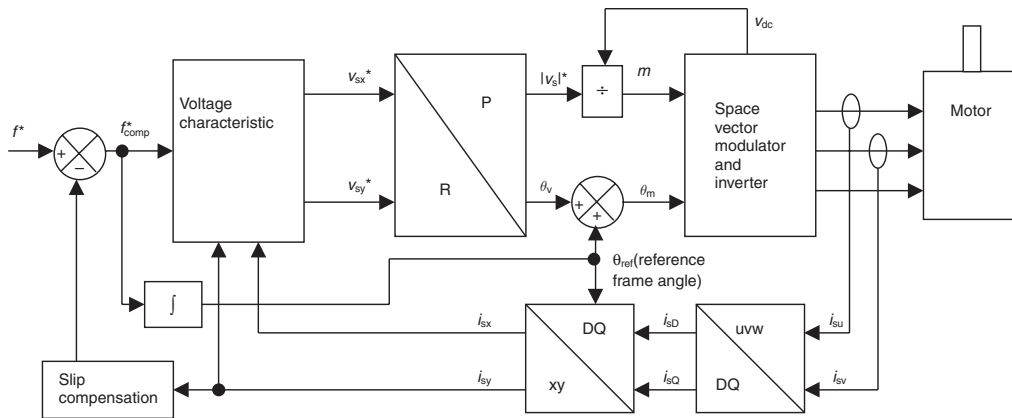 v_dc
v_sx*
|v_s|*
m
f*
f*_comp
Voltage
characteristic
P
÷
Space
vector
modulator
and
inverter
Motor
+
−
v_sy*
R
θ_v
+
+
θ_m
θ_ref(reference
frame angle)
∫
i_sx
DQ
i_sD
uvw
i_su
Slip
compensation
i_sy
xy
i_sQ
DQ
i_sv